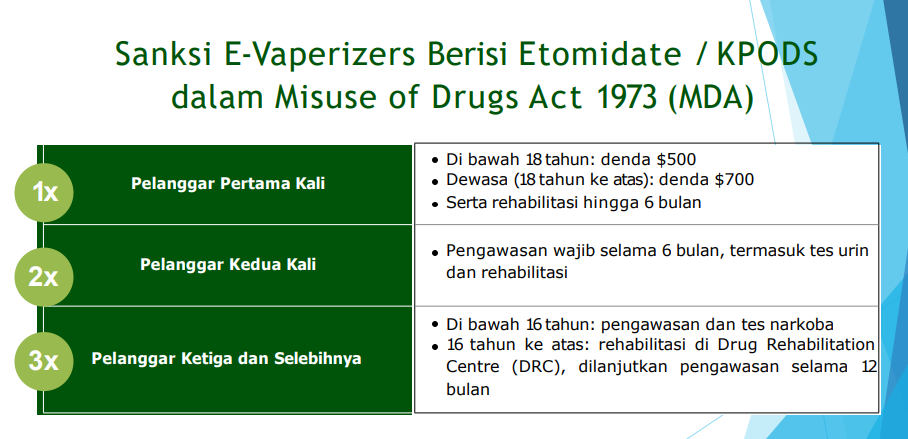 Sanksi E-Vaperizers Berisi Etomidate / KPODS
dalam Misuse of Drugs Act 1973 (MDA)
1x
Pelanggar Pertama Kali
• Di bawah 18 tahun: denda $500
• Dewasa (18 tahun ke atas): denda $700
• Serta rehabilitasi hingga 6 bulan
2x
Pelanggar Kedua Kali
• Pengawasan wajib selama 6 bulan, termasuk tes urin
dan rehabilitasi
3x
Pelanggar Ketiga dan Selebihnya
• Di bawah 16 tahun: pengawasan dan tes narkoba
• 16 tahun ke atas: rehabilitasi di Drug Rehabilitation
Centre (DRC), dilanjutkan pengawasan selama 12
bulan